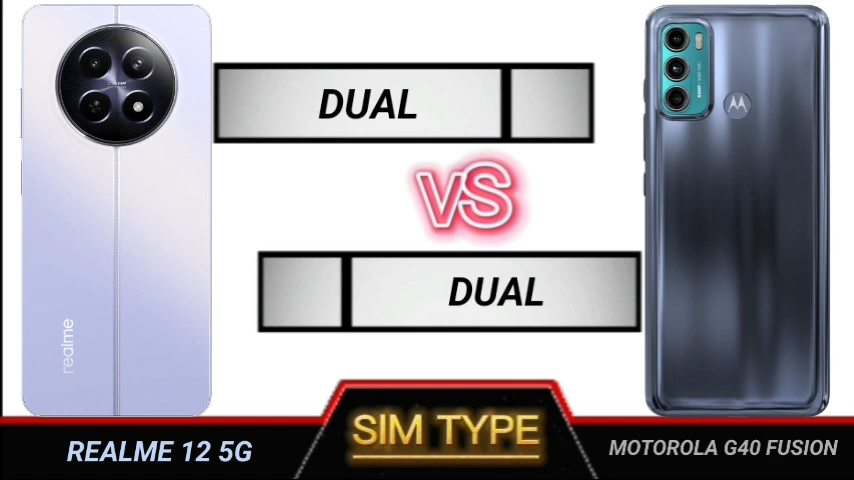 DUAL
VS
DUAL
realme
SIM TYPE
REALME 12 5G
MOTOROLA G40 FUSION